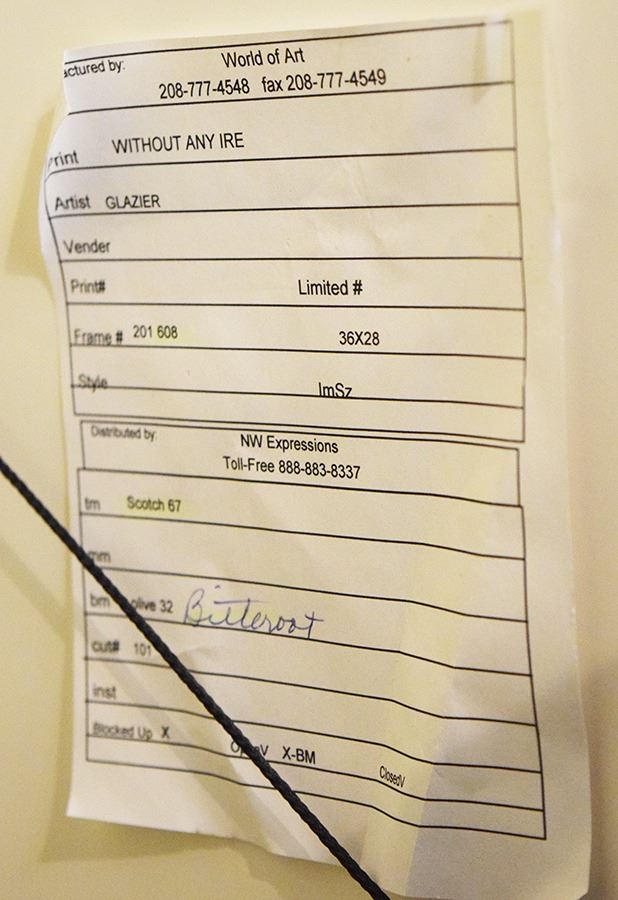 actured by: World of Art
208-777-4548 fax 208-777-4549
rint WITHOUT ANY IRE
Artist GLAZIER
Vender
Print# Limited #
Frame # 201 608 36X28
Style ImSz
Distributed by: NW Expressions
Toll-Free 888-883-8337
tm Scotch 67
mm
bm olive 32 Bitteroot
cut# 101
inst
Blocked Up X OpenV X-BM ClosedV